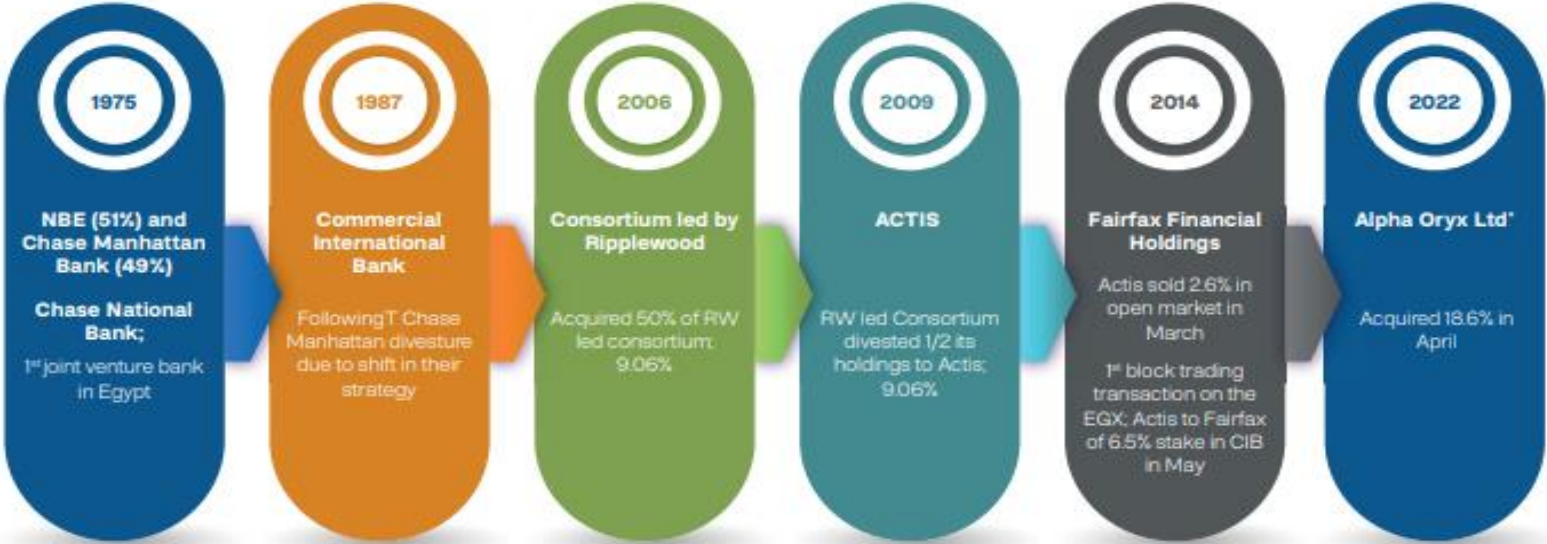 1975
NBE (51%) and
Chase Manhattan
Bank (49%)
Chase National
Bank;
1st joint venture bank
in Egypt
1987
Commercial
International
Bank
FollowingT Chase
Manhattan divesture
due to shift in their
strategy
2006
Consortium led by
Ripplewood
Acquired 50% of RW
led consortium;
9.06%
2009
ACTIS
RW led Consortium
divested 1/2 its
holdings to Actis;
9.06%
2014
Fairfax Financial
Holdings
Actis sold 2.6% in
open market in
March
1st block trading
transaction on the
EGX; Actis to Fairfax
of 6.5% stake in CIB
in May
2022
Alpha Oryx Ltd*
Acquired 18.6% in
April